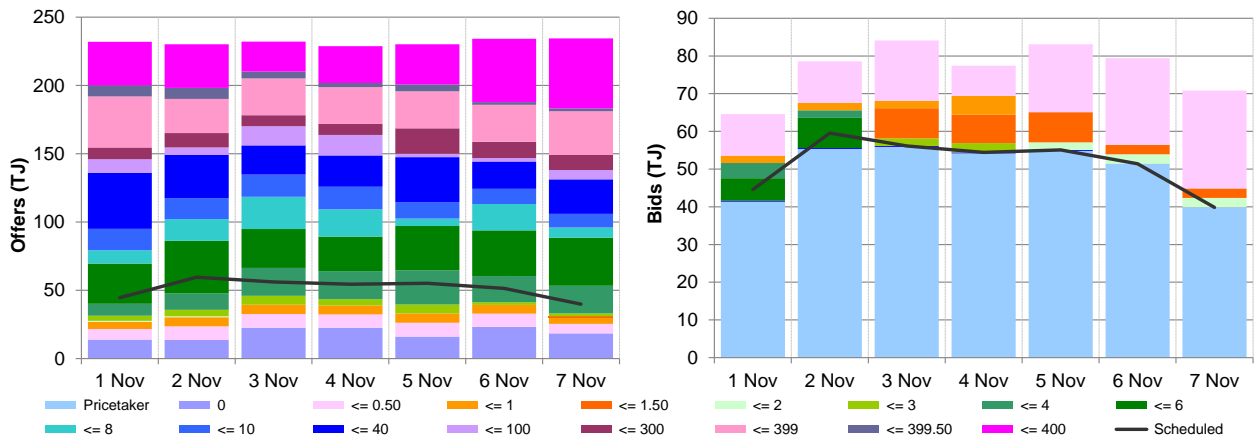 250
200
150
100
50
0
Offers (TJ)
1 Nov 2 Nov 3 Nov 4 Nov 5 Nov 6 Nov 7 Nov
90
80
70
60
50
40
30
20
10
0
Bids (TJ)
1 Nov 2 Nov 3 Nov 4 Nov 5 Nov 6 Nov 7 Nov
Pricetaker 0 <= 0.50 <= 1 <= 1.50 <= 2 <= 3 <= 4 <= 6
<= 8 <= 10 <= 40 <= 100 <= 300 <= 399 <= 399.50 <= 400 Scheduled